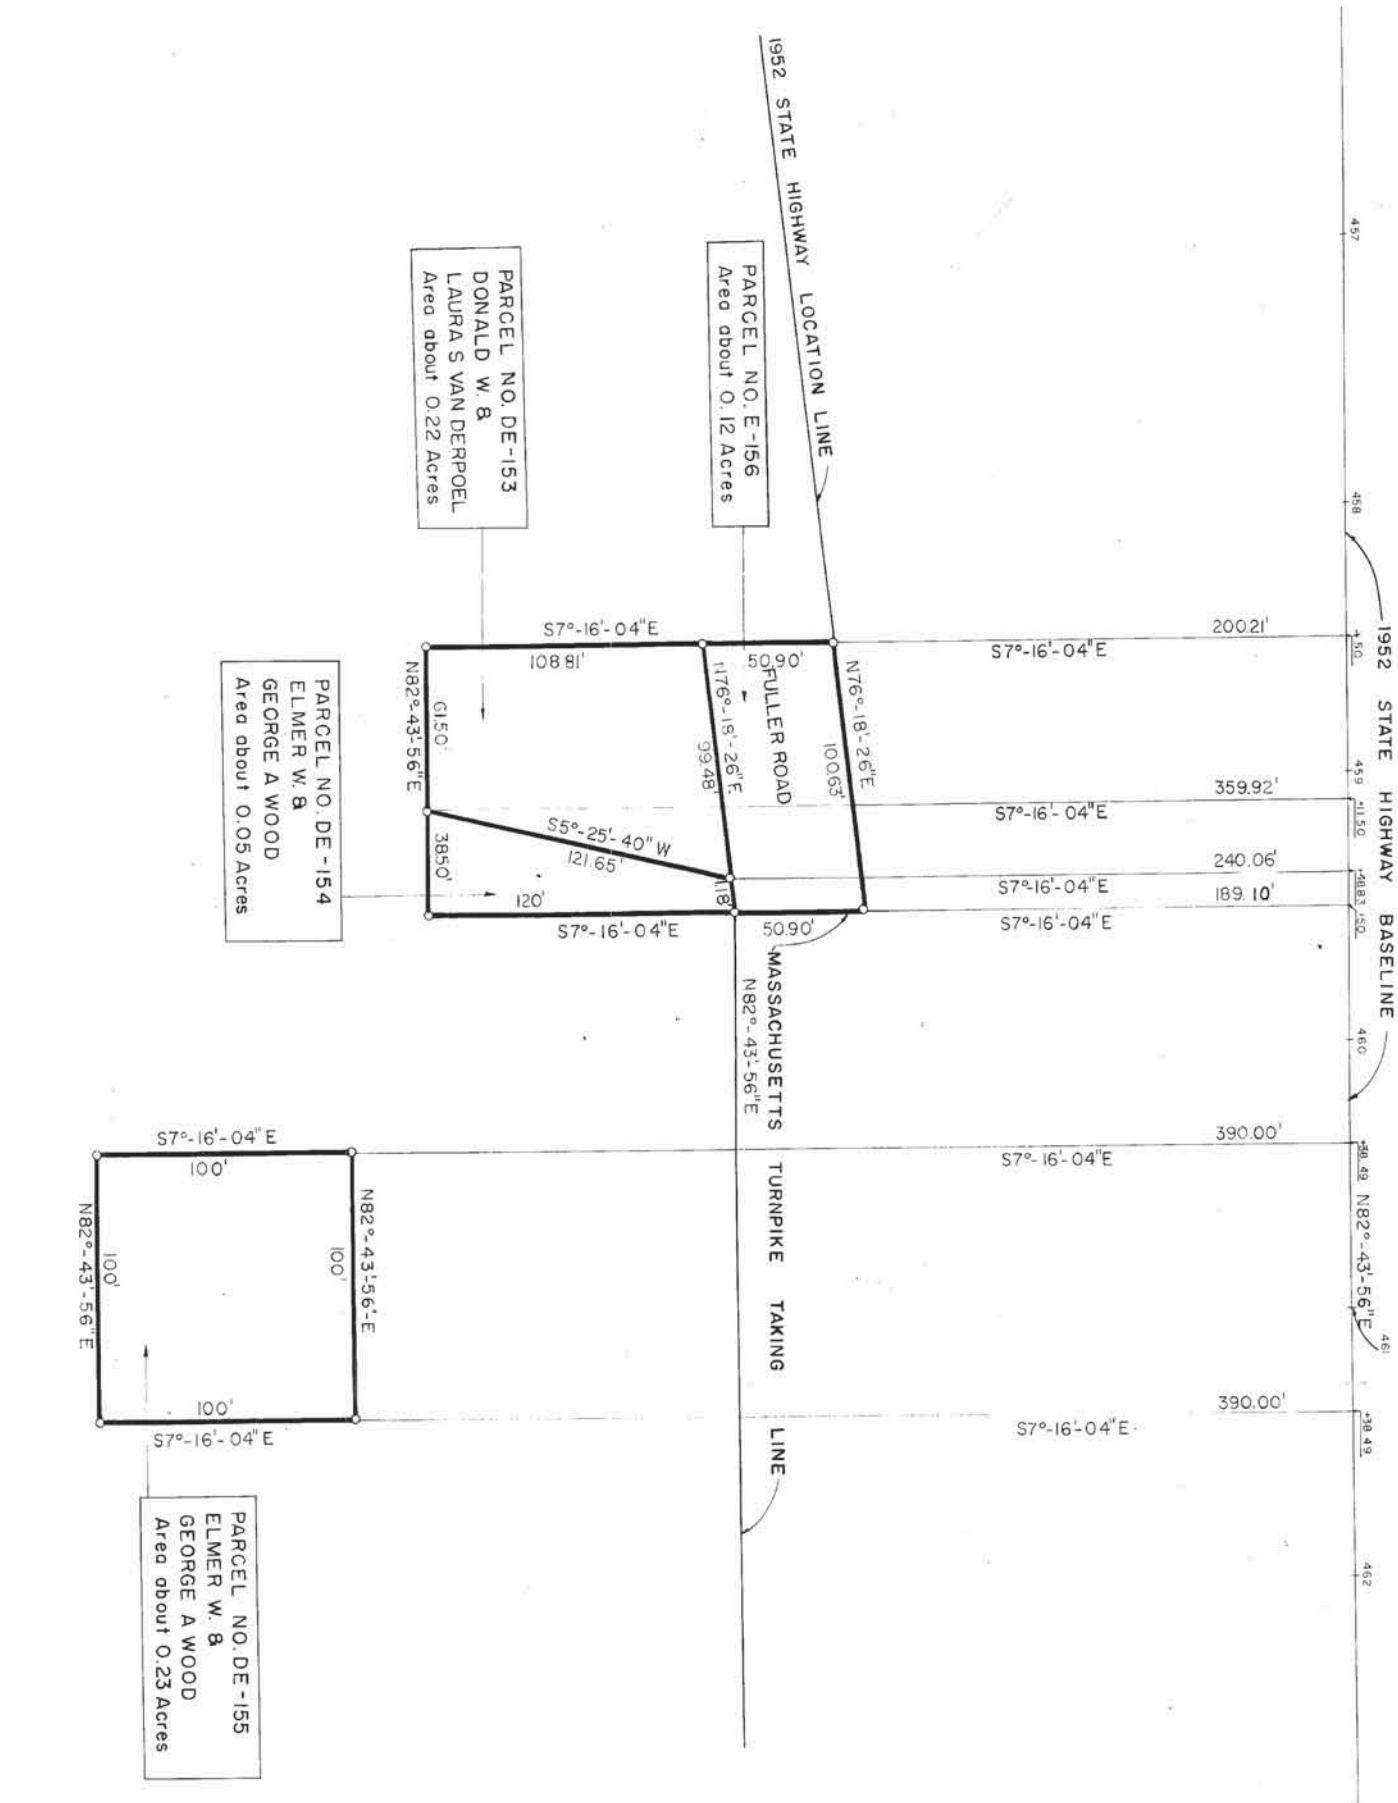 1952 STATE HIGHWAY BASELINE
457
458
+50
459
+11.50
+48.83
+50
460
+38.49
N82°-43'-56"E
461
+38.49
462
200.21'
S7°-16'-04"E
359.92'
S7°-16'-04"E
240.06'
S7°-16'-04"E
189.10'
S7°-16'-04"E
390.00'
S7°-16'-04"E
390.00'
S7°-16'-04"E
1952 STATE HIGHWAY LOCATION LINE
N76°-18'-26"E
100.63'
FULLER ROAD
50.90'
N76°-18'-26"E
99.48'
1.18'
50.90'
MASSACHUSETTS TURNPIKE TAKING LINE
N82°-43'-56"E
PARCEL NO. E-156
Area about 0.12 Acres
PARCEL NO. DE-153
DONALD W. &
LAURA S VAN DERPOEL
Area about 0.22 Acres
S7°-16'-04"E
108.81'
61.50'
N82°-43'-56"E
S5°-25'-40"W
121.65'
38.50'
120'
S7°-16'-04"E
PARCEL NO. DE-154
ELMER W. &
GEORGE A WOOD
Area about 0.05 Acres
S7°-16'-04"E
100'
N82°-43'-56"-E
100'
100'
N82°-43'-56"E
100'
S7°-16'-04"E
PARCEL NO. DE-155
ELMER W. &
GEORGE A WOOD
Area about 0.23 Acres